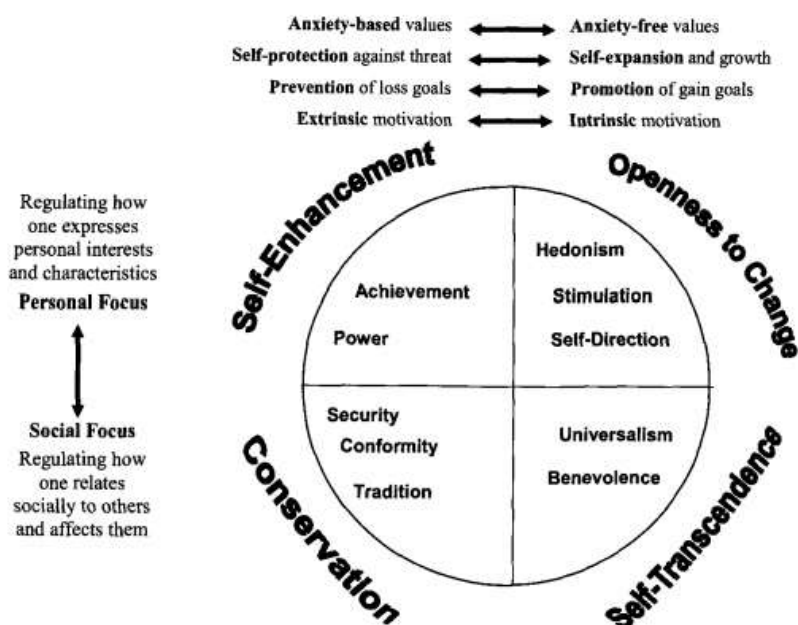 Anxiety-based values Anxiety-free values
Self-protection against threat Self-expansion and growth
Prevention of loss goals Promotion of gain goals
Extrinsic motivation Intrinsic motivation
Self-Enhancement
Openness to Change
Regulating how
one expresses
personal interests
and characteristics
Personal Focus
Social Focus
Regulating how
one relates
socially to others
and affects them
Achievement
Power
Hedonism
Stimulation
Self-Direction
Security
Conformity
Tradition
Universalism
Benevolence
Conservation
Self-Transcendence